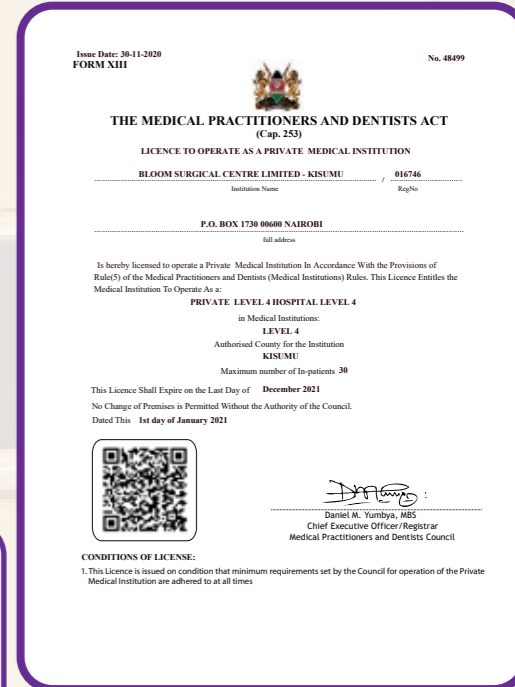 Issue Date: 30-11-2020
FORM XIII
No. 48499
THE MEDICAL PRACTITIONERS AND DENTISTS ACT
(Cap. 253)
LICENCE TO OPERATE AS A PRIVATE MEDICAL INSTITUTION
BLOOM SURGICAL CENTRE LIMITED - KISUMU / 016746
Institution Name RegNo
P.O. BOX 1730 00600 NAIROBI
full address
Is hereby licensed to operate a Private Medical Institution In Accordance With the Provisions of
Rule(5) of the Medical Practitioners and Dentists (Medical Institutions) Rules. This Licence Entitles the
Medical Institution To Operate As a:
PRIVATE LEVEL 4 HOSPITAL LEVEL 4
in Medical Institutions:
LEVEL 4
Authorised County for the Institution
KISUMU
Maximum number of In-patients 30
This Licence Shall Expire on the Last Day of December 2021
No Change of Premises is Permitted Without the Authority of the Council.
Dated This 1st day of January 2021
Daniel M. Yumbya, MBS
Chief Executive Officer/Registrar
Medical Practitioners and Dentists Council
CONDITIONS OF LICENSE:
1. This Licence is issued on condition that minimum requirements set by the Council for operation of the Private
Medical Institution are adhered to at all times